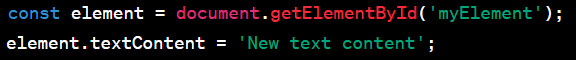 const element = document.getElementById('myElement');
element.textContent = 'New text content';